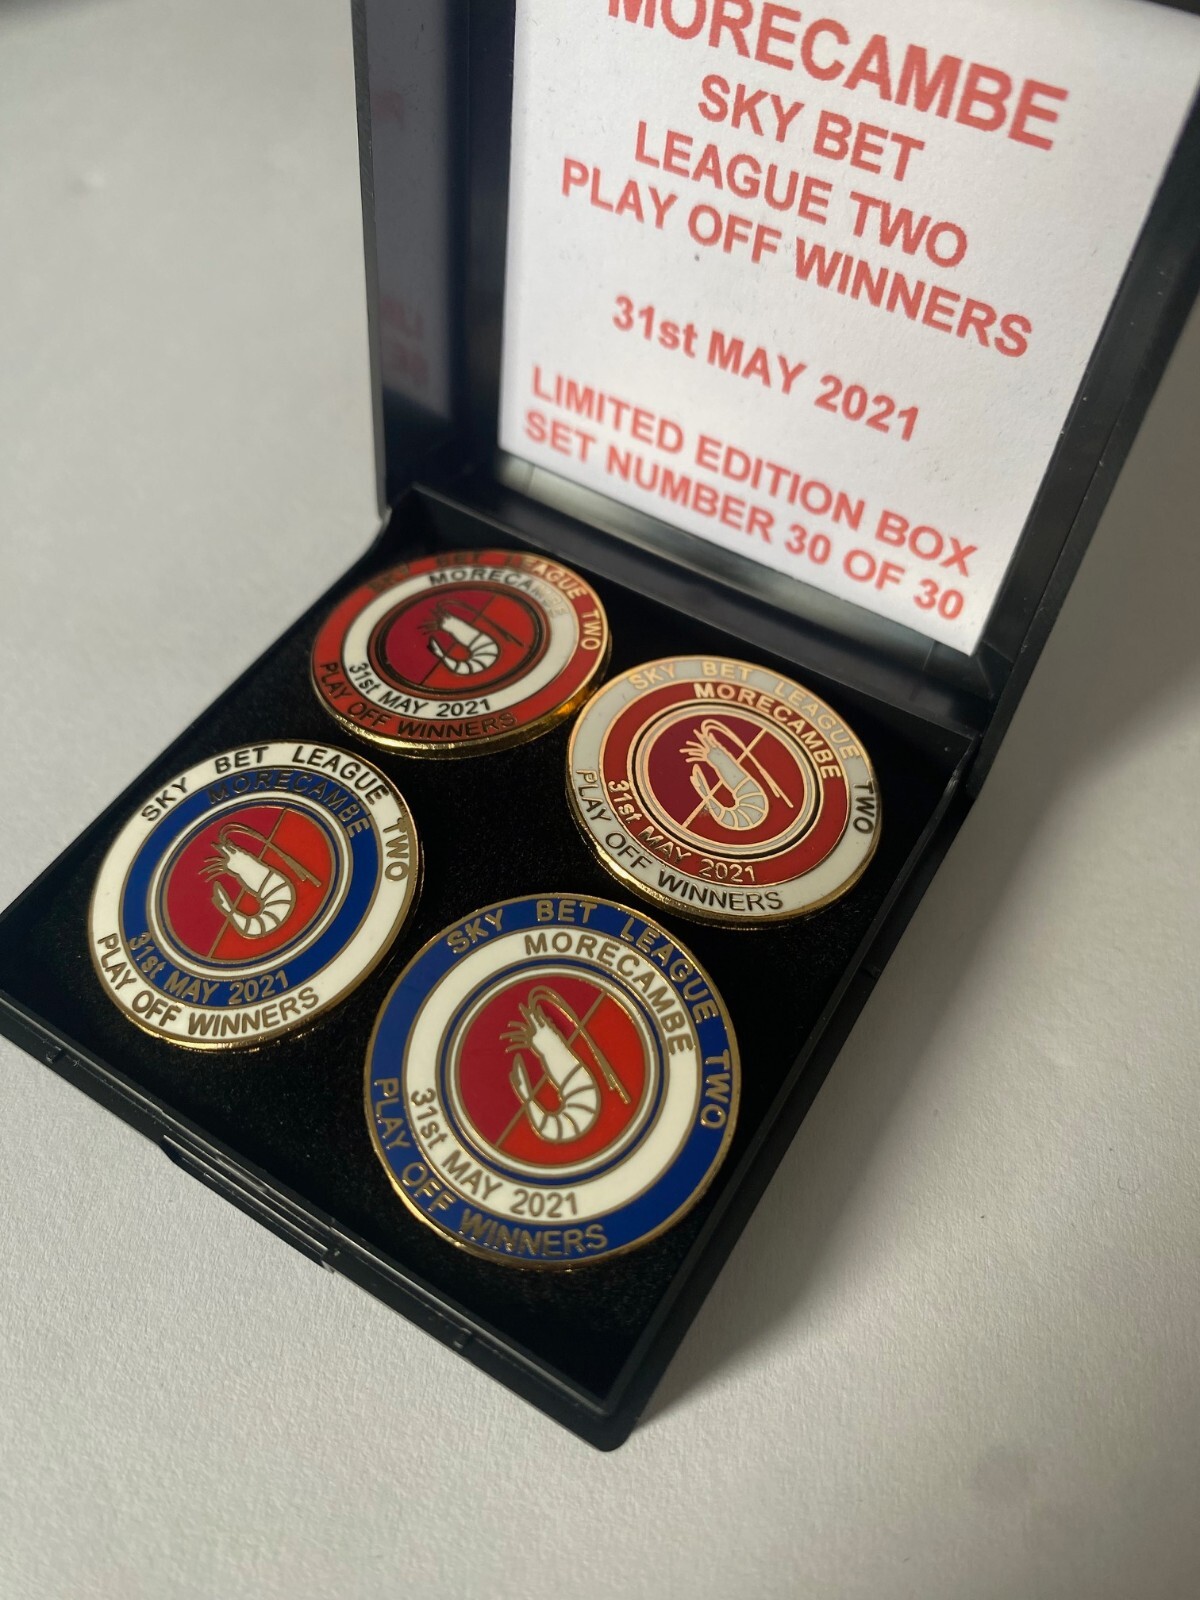 MORECAMBE
SKY BET
LEAGUE TWO
PLAY OFF WINNERS
31st MAY 2021
LIMITED EDITION BOX
SET NUMBER 30 OF 30
SKY BET LEAGUE TWO
MORECAMBE
31st MAY 2021
PLAY OFF WINNERS
SKY BET LEAGUE TWO
MORECAMBE
31st MAY 2021
PLAY OFF WINNERS
SKY BET LEAGUE TWO
MORECAMBE
31st MAY 2021
PLAY OFF WINNERS
SKY BET LEAGUE TWO
MORECAMBE
31st MAY 2021
PLAY OFF WINNERS